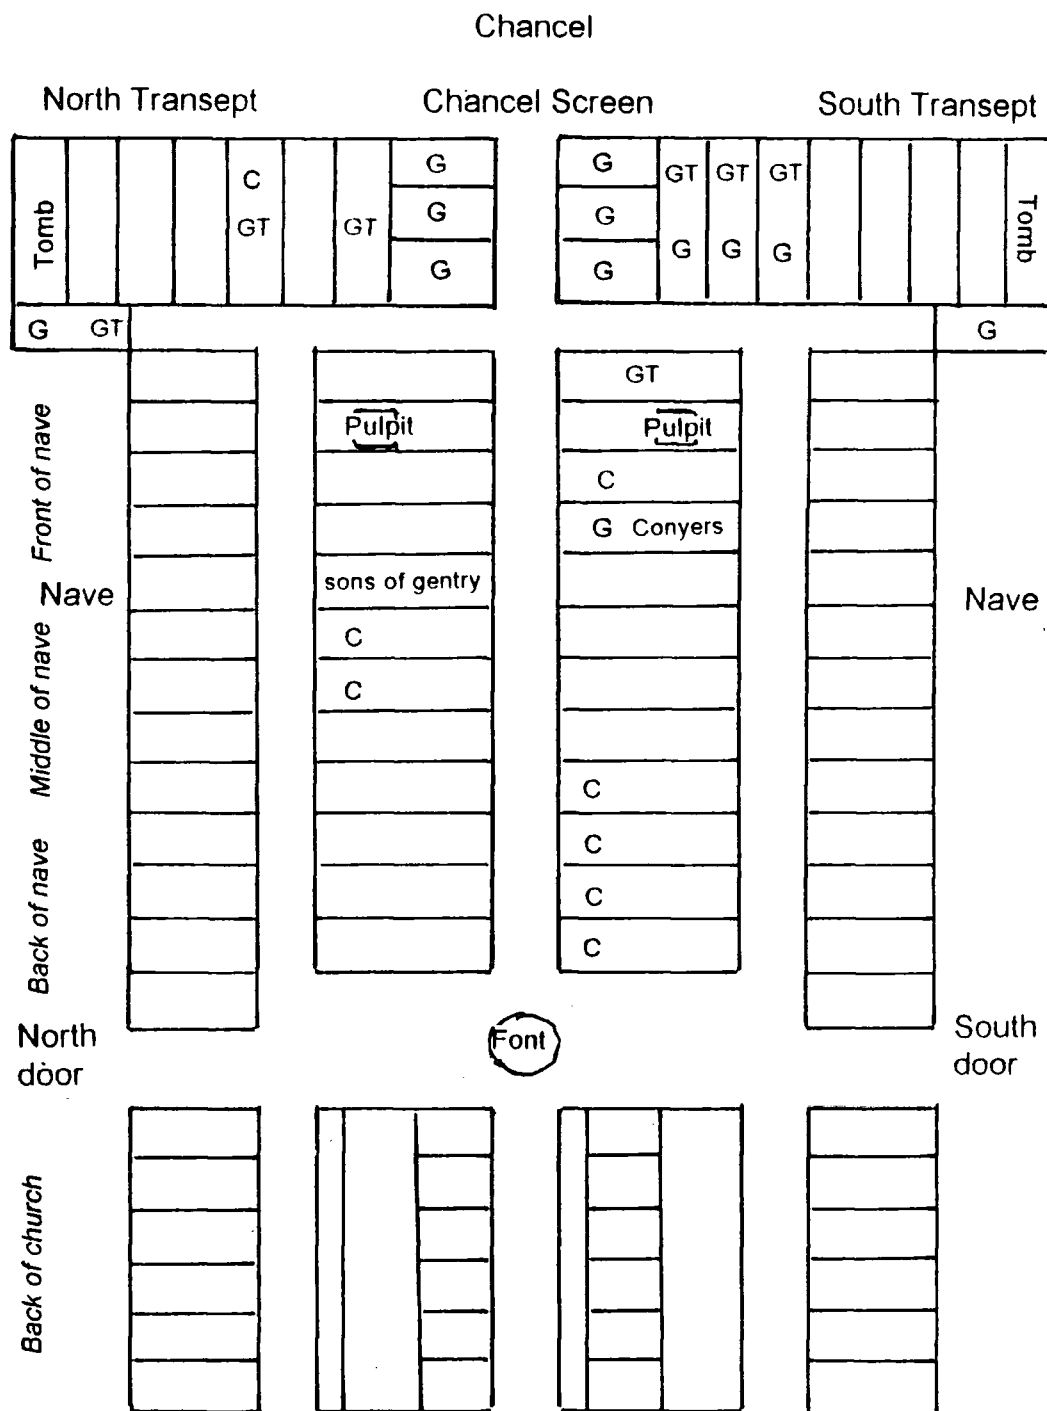 Chancel
North Transept Chancel Screen South Transept
Tomb C GT GT G G G G G G GT GT GT G G G Tomb
G GT G
GT
Pulpit Pulpit
C
G Conyers
sons of gentry
Front of nave
Nave Nave
C
C
Middle of nave
C
C
C
C
Back of nave
North door
Font
South door
Back of church